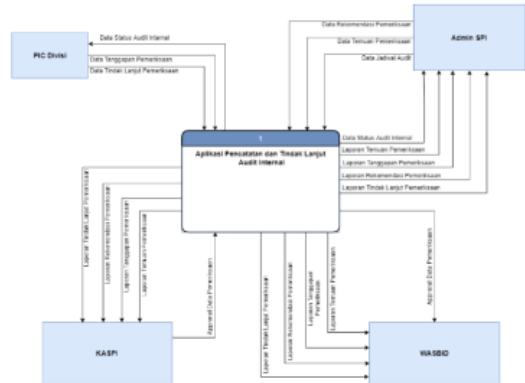 Data Rekomendasi Pemeriksaan
Data Temuan Pemeriksaan
Data Jadwal Audit
Admin SPI
PIC Divisi
Data Status Audit Internal
Data Tanggapan Pemeriksaan
Data Tindak Lanjut Pemeriksaan
1
Aplikasi Pencatatan dan Tindak Lanjut
Audit Internal
Data Status Audit Internal
Laporan Temuan Pemeriksaan
Laporan Tanggapan Pemeriksaan
Laporan Rekomendasi Pemeriksaan
Laporan Tindak Lanjut Pemeriksaan
Laporan Tindak Lanjut Pemeriksaan
Laporan Rekomendasi Pemeriksaan
Laporan Tanggapan Pemeriksaan
Laporan Temuan Pemeriksaan
Approval Data Pemeriksaan
Laporan Tindak Lanjut Pemeriksaan
Laporan Rekomendasi Pemeriksaan
Laporan Tanggapan
Pemeriksaan
Laporan Temuan Pemeriksaan
Approval Data Pemeriksaan
KASPI
WASBID